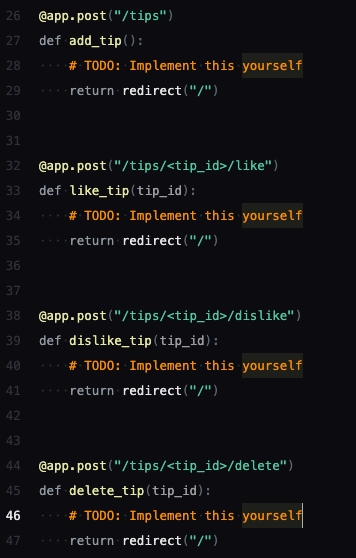 26 @app.post("/tips")
27 def add_tip():
28     # TODO: Implement this yourself
29     return redirect("/")
30
31
32 @app.post("/tips/<tip_id>/like")
33 def like_tip(tip_id):
34     # TODO: Implement this yourself
35     return redirect("/")
36
37
38 @app.post("/tips/<tip_id>/dislike")
39 def dislike_tip(tip_id):
40     # TODO: Implement this yourself
41     return redirect("/")
42
43
44 @app.post("/tips/<tip_id>/delete")
45 def delete_tip(tip_id):
46     # TODO: Implement this yourself
47     return redirect("/")